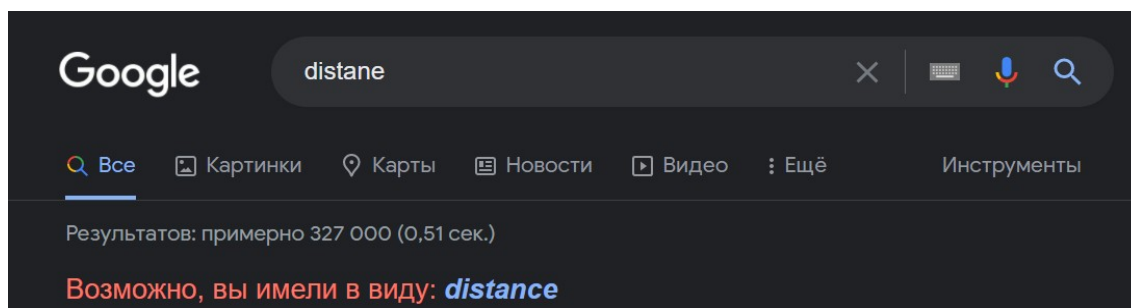 Google distane
Все Картинки Карты Новости Видео Ещё Инструменты
Результатов: примерно 327 000 (0,51 сек.)
Возможно, вы имели в виду: distance